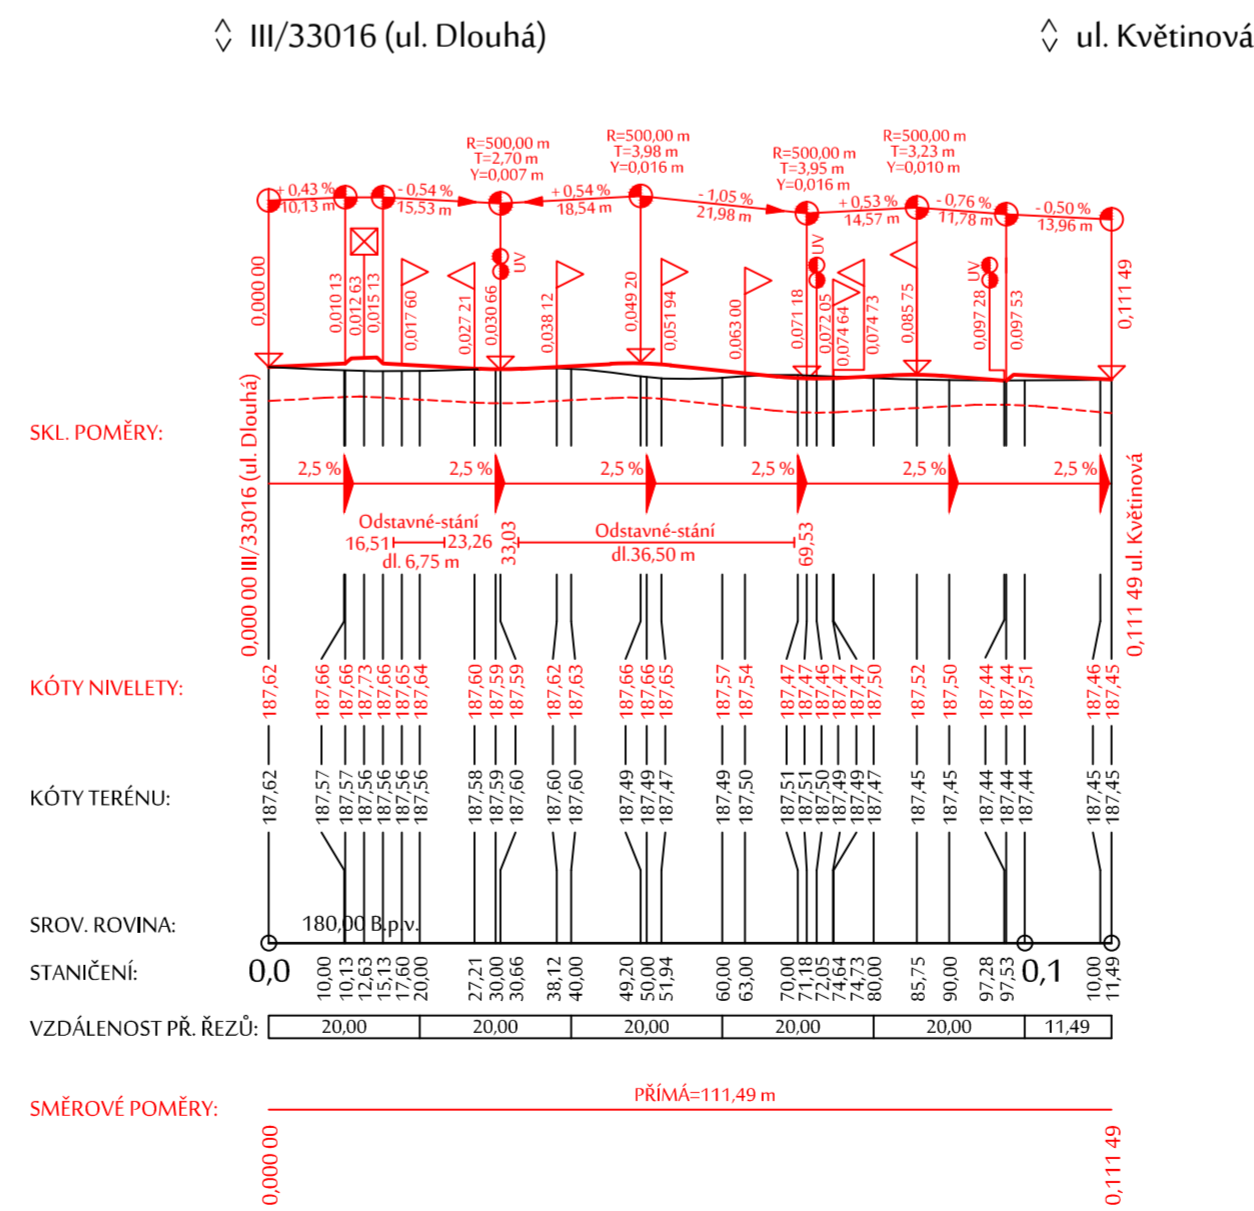 III/33016 (ul. Dlouhá)
ul. Květinová
R=500,00 m
T=2,70 m
Y=0,007 m
R=500,00 m
T=3,98 m
Y=0,016 m
R=500,00 m
T=3,95 m
Y=0,016 m
R=500,00 m
T=3,23 m
Y=0,010 m
+ 0,43 %
10,13 m
- 0,54 %
15,53 m
+0,54 %
18,54 m
- 1,05 %
21,98 m
+ 0,53 %
14,57 m
- 0,76 %
11,78 m
- 0,50 %
13,96 m
UV
UV
UV
0,000 00
0,010 13
0,012 63
0,015 13
0,017 60
0,027 21
0,030 66
0,038 12
0,049 20
0,051 94
0,063 00
0,071 18
0,072 05
0,074 64
0,074 73
0,085 75
0,097 28
0,097 53
0,111 49
SKL. POMĚRY:
0,000 00 III/33016 (ul. Dlouhá)
2,5 %
2,5 %
2,5 %
2,5 %
2,5 %
2,5 %
0,111 49 ul. Květinová
Odstavné-stání
16,51
23,26
dl. 6,75 m
33,03
Odstavné-stání
dl.36,50 m
69,53
KÓTY NIVELETY:
187,62
187,66
187,66
187,73
187,66
187,65
187,64
187,60
187,59
187,59
187,62
187,63
187,66
187,66
187,65
187,57
187,54
187,47
187,47
187,46
187,47
187,47
187,50
187,52
187,50
187,44
187,44
187,51
187,46
187,45
KÓTY TERÉNU:
187,62
187,57
187,57
187,56
187,56
187,56
187,56
187,58
187,59
187,60
187,60
187,60
187,49
187,49
187,47
187,49
187,50
187,51
187,51
187,50
187,49
187,49
187,47
187,45
187,45
187,44
187,44
187,44
187,45
187,45
SROV. ROVINA:
180,00 B.p.v.
STANIČENÍ:
0,0
10,00
10,13
12,63
15,13
17,60
20,00
27,21
30,00
30,66
38,12
40,00
49,20
50,00
51,94
60,00
63,00
70,00
71,18
72,05
74,64
74,73
80,00
85,75
90,00
97,28
97,53
0,1
10,00
11,49
VZDÁLENOST PŘ. ŘEZŮ:
20,00
20,00
20,00
20,00
20,00
11,49
SMĚROVÉ POMĚRY:
PŘÍMÁ=111,49 m
0,000 00
0,111 49